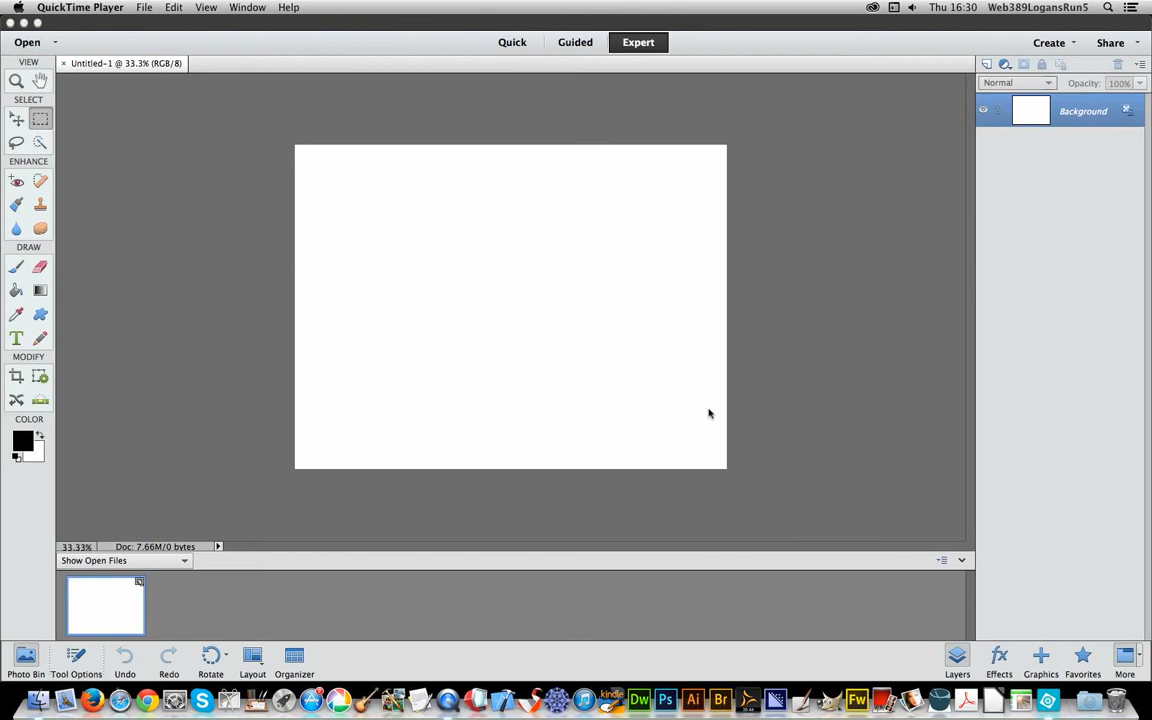 QuickTime Player File Edit View Window Help Thu 16:30 Web389LogansRun5
Open Quick Guided Expert Create Share
VIEW × Untitled-1 @ 33.3% (RGB/8)
Normal Opacity: 100%
SELECT
Background
ENHANCE
DRAW
T
MODIFY
COLOR
33.33% Doc: 7.66M/0 bytes
Show Open Files
Photo Bin Tool Options Undo Redo Rotate Layout Organizer Layers fx Effects Graphics Favorites More
kindle Dw Ps Ai Br Fw